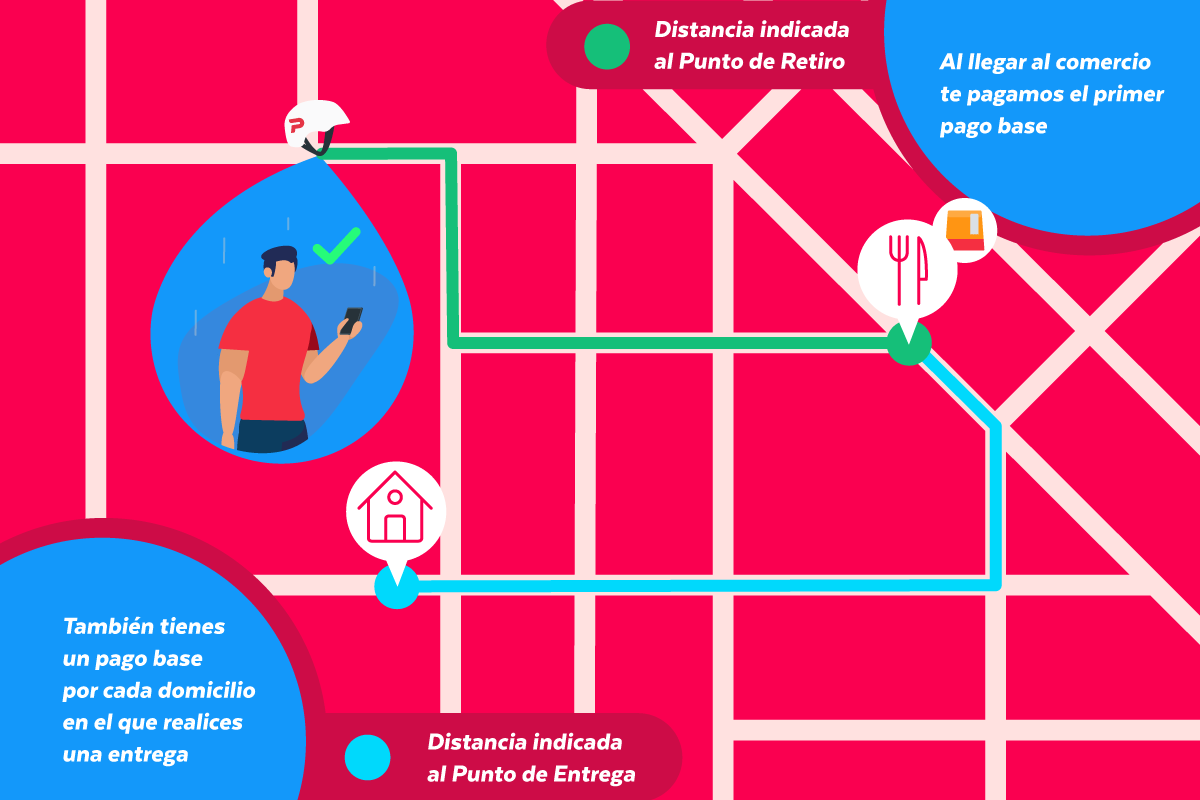 Distancia indicada
al Punto de Retiro
Al llegar al comercio
te pagamos el primer
pago base
P
También tienes
un pago base
por cada domicilio
en el que realices
una entrega
Distancia indicada
al Punto de Entrega